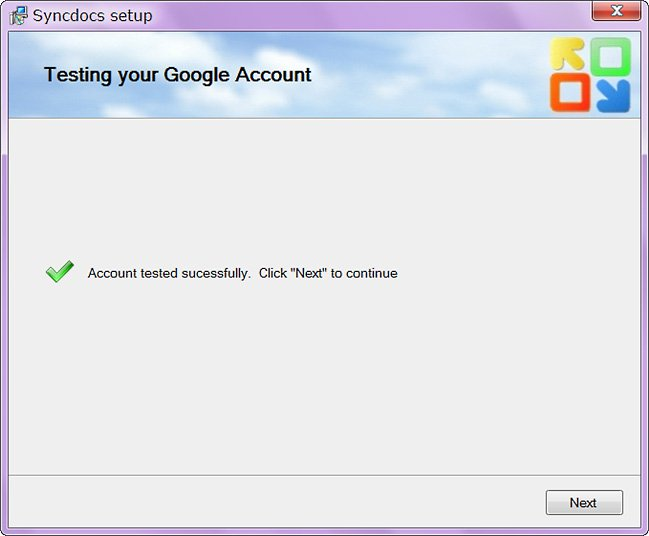 Syncdocs setup
Testing your Google Account
Account tested sucessfully.  Click "Next" to continue
Next